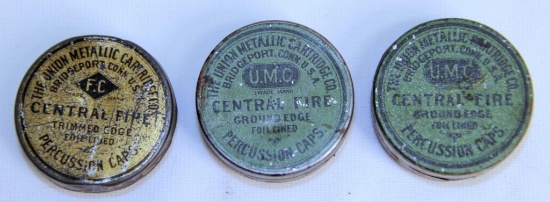 THE UNION METALLIC CARTRIDGE CO.
BRIDGEPORT, CONN. U.S.A.
F.C
CENTRAL FIRE
TRIMMED EDGE
FOIL LINED
PERCUSSION CAPS
THE UNION METALLIC CARTRIDGE CO.
BRIDGEPORT, CONN. U.S.A.
U.M.C.
TRADE MARK
CENTRAL FIRE
GROUND EDGE
FOIL LINED
PERCUSSION CAPS
THE UNION METALLIC CARTRIDGE CO.
BRIDGEPORT, CONN. U.S.A.
U.M.C.
CENTRAL FIRE
GROUND EDGE
FOIL LINED
PERCUSSION CAPS